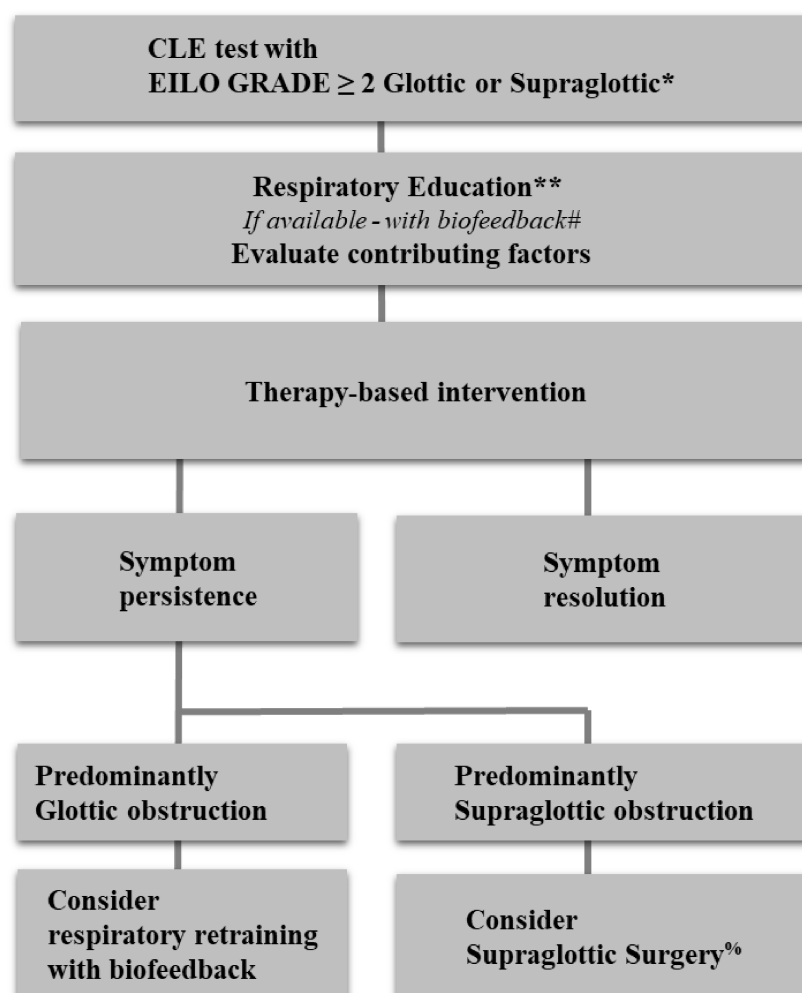 CLE test with
EILO GRADE ≥ 2 Glottic or Supraglottic*
Respiratory Education**
If available - with biofeedback#
Evaluate contributing factors
Therapy-based intervention
Symptom
persistence
Symptom
resolution
Predominantly
Glottic obstruction
Predominantly
Supraglottic obstruction
Consider
respiratory retraining
with biofeedback
Consider
Supraglottic Surgery%